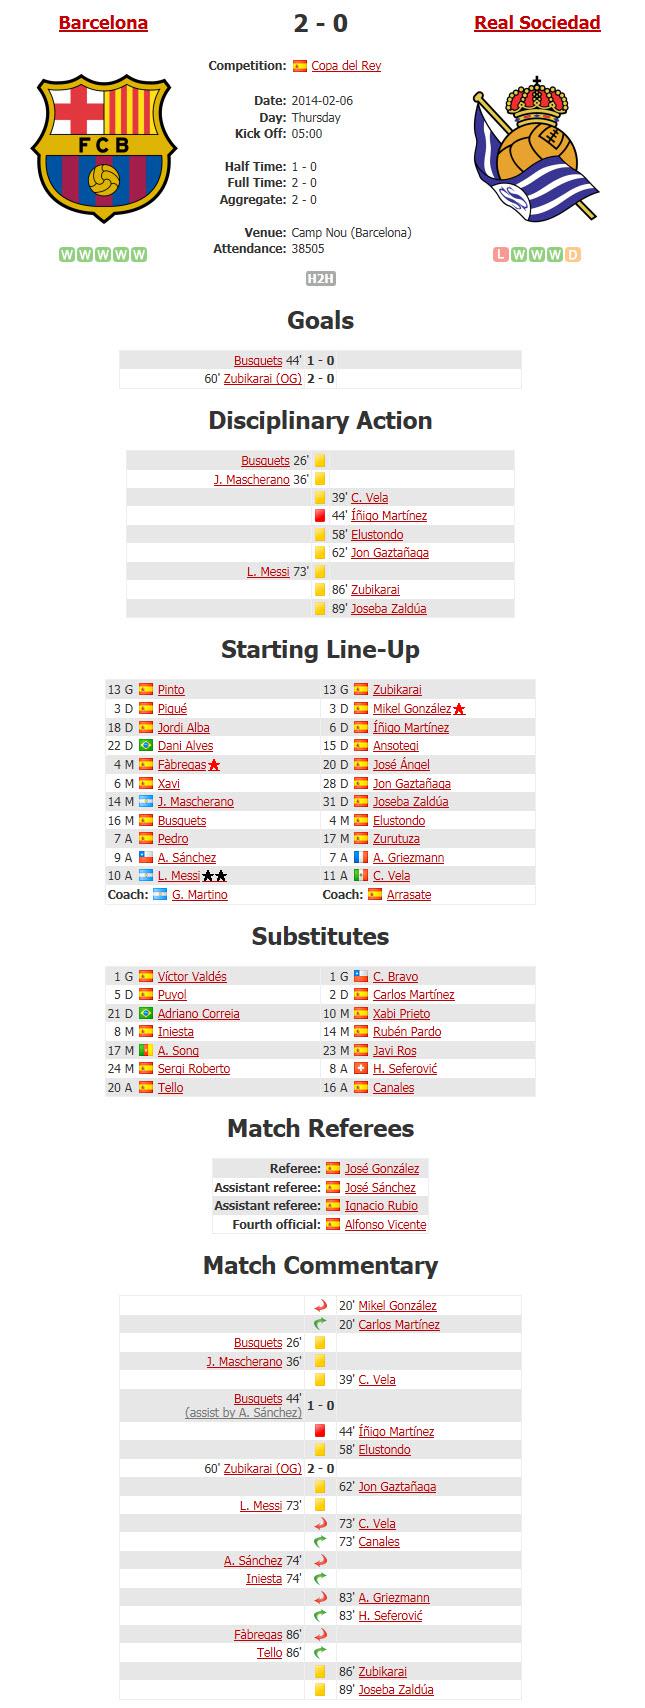 Barcelona 2 - 0 Real Sociedad
Competition: Copa del Rey
Date: 2014-02-06
Day: Thursday
Kick Off: 05:00
FCB
Half Time: 1 - 0
Full Time: 2 - 0
Aggregate: 2 - 0
Venue: Camp Nou (Barcelona)
Attendance: 38505
W W W W W
L W W W D
H2H
Goals
Busquets 44' 1 - 0
60' Zubikarai (OG) 2 - 0
Disciplinary Action
Busquets 26'
J. Mascherano 36'
39' C. Vela
44' Íñigo Martínez
58' Elustondo
62' Jon Gaztañaga
L. Messi 73'
86' Zubikarai
89' Joseba Zaldúa
Starting Line-Up
13 G Pinto 13 G Zubikarai
3 D Piqué 3 D Mikel González
18 D Jordi Alba 6 D Íñigo Martínez
22 D Dani Alves 15 D Ansotegi
4 M Fàbregas 20 D José Ángel
6 M Xavi 28 D Jon Gaztañaga
14 M J. Mascherano 31 D Joseba Zaldúa
16 M Busquets 4 M Elustondo
7 A Pedro 17 M Zurutuza
9 A A. Sánchez 7 A A. Griezmann
10 A L. Messi 11 A C. Vela
Coach: G. Martino Coach: Arrasate
Substitutes
1 G Víctor Valdés 1 G C. Bravo
5 D Puyol 2 D Carlos Martínez
21 D Adriano Correia 10 M Xabi Prieto
8 M Iniesta 14 M Rubén Pardo
17 M A. Song 23 M Javi Ros
24 M Sergi Roberto 8 A H. Seferović
20 A Tello 16 A Canales
Match Referees
Referee: José González
Assistant referee: José Sánchez
Assistant referee: Ignacio Rubio
Fourth official: Alfonso Vicente
Match Commentary
20' Mikel González
20' Carlos Martínez
Busquets 26'
J. Mascherano 36'
39' C. Vela
Busquets 44' 1 - 0
(assist by A. Sánchez)
44' Íñigo Martínez
58' Elustondo
60' Zubikarai (OG) 2 - 0
62' Jon Gaztañaga
L. Messi 73'
73' C. Vela
73' Canales
A. Sánchez 74'
Iniesta 74'
83' A. Griezmann
83' H. Seferović
Fàbregas 86'
Tello 86'
86' Zubikarai
89' Joseba Zaldúa